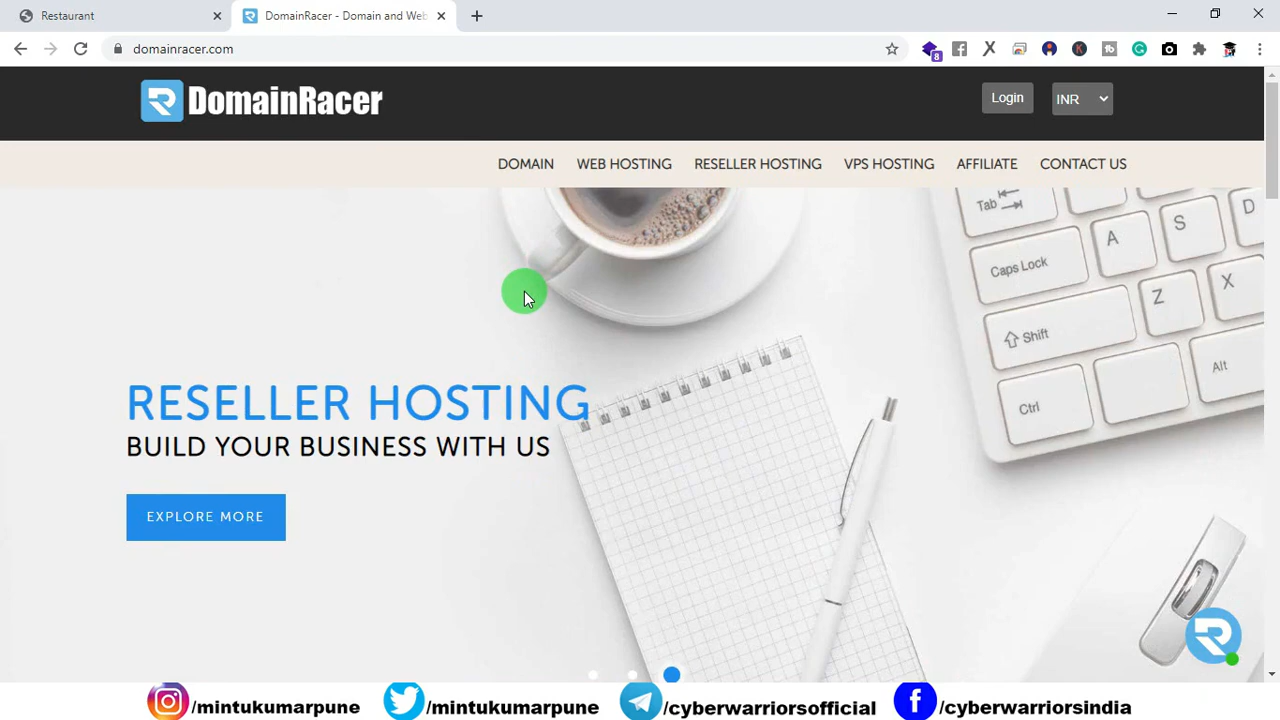 Restaurant
DomainRacer - Domain and Web
domainracer.com
8
DomainRacer
Login
INR
DOMAIN
WEB HOSTING
RESELLER HOSTING
VPS HOSTING
AFFILIATE
CONTACT US
Tab
Caps Lock
A
S
D
Shift
Z
X
Ctrl
Alt
RESELLER HOSTING
BUILD YOUR BUSINESS WITH US
EXPLORE MORE
/mintukumarpune
/mintukumarpune
/cyberwarriorsofficial
/cyberwarriorsindia